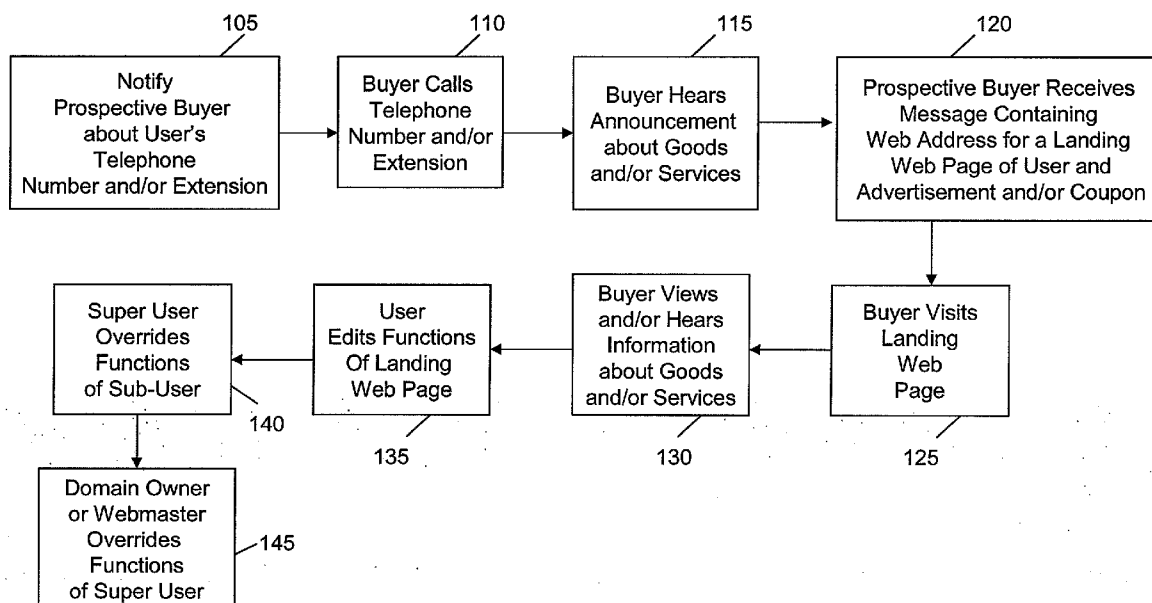 105
Notify
Prospective Buyer
about User's
Telephone
Number and/or Extension
110
Buyer Calls
Telephone
Number and/or
Extension
115
Buyer Hears
Announcement
about Goods
and/or Services
120
Prospective Buyer Receives
Message Containing
Web Address for a Landing
Web Page of User and
Advertisement and/or Coupon
Buyer Visits
Landing
Web
Page
125
Buyer Views
and/or Hears
Information
about Goods
and/or Services
130
User
Edits Functions
Of Landing
Web Page
135
Super User
Overrides
Functions
of Sub-User
140
Domain Owner
or Webmaster
Overrides
Functions
of Super User
145